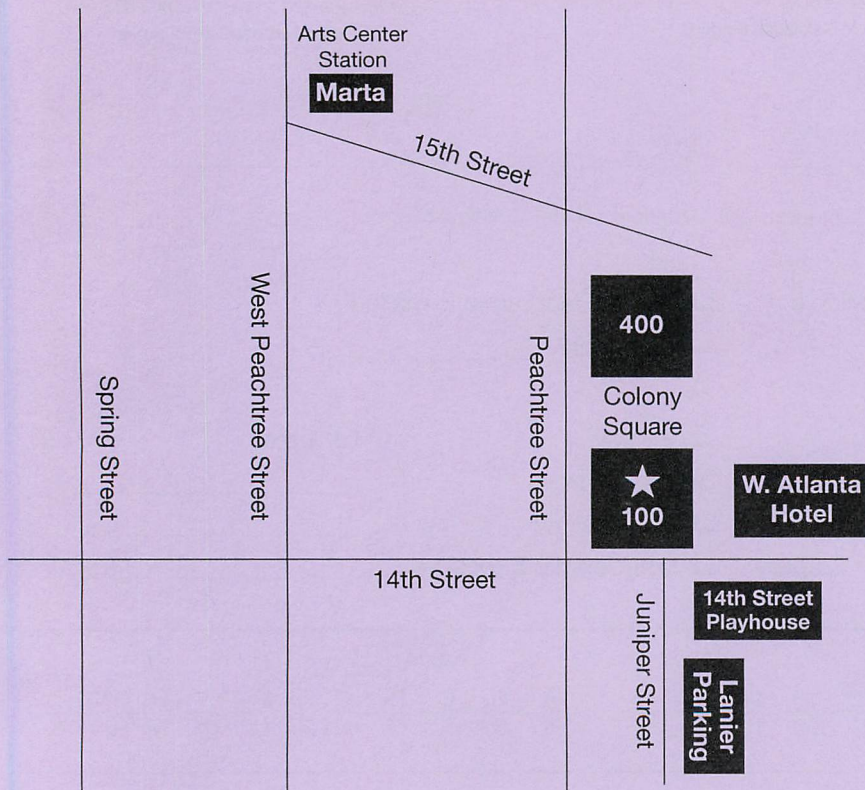 Arts Center
Station
Marta
15th Street
400
Colony
Square
West Peachtree Street
Peachtree Street
Spring Street
100
W. Atlanta
Hotel
14th Street
Juniper Street
14th Street
Playhouse
Lanier
Parking